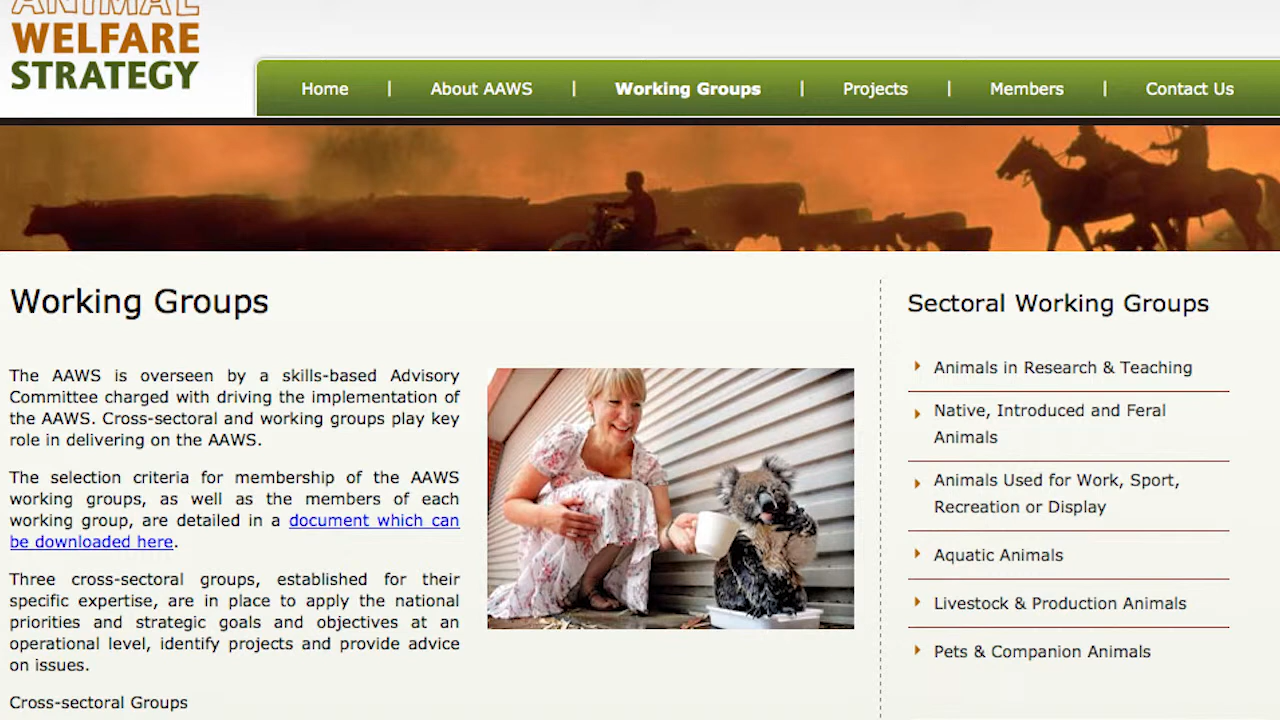 ANIMAL
WELFARE
STRATEGY
Home | About AAWS | Working Groups | Projects | Members | Contact Us
Working Groups
The AAWS is overseen by a skills-based Advisory
Committee charged with driving the implementation of
the AAWS. Cross-sectoral and working groups play key
role in delivering on the AAWS.
The selection criteria for membership of the AAWS
working groups, as well as the members of each
working group, are detailed in a document which can
be downloaded here.
Three cross-sectoral groups, established for their
specific expertise, are in place to apply the national
priorities and strategic goals and objectives at an
operational level, identify projects and provide advice
on issues.
Cross-sectoral Groups
Sectoral Working Groups
Animals in Research & Teaching
Native, Introduced and Feral
Animals
Animals Used for Work, Sport,
Recreation or Display
Aquatic Animals
Livestock & Production Animals
Pets & Companion Animals